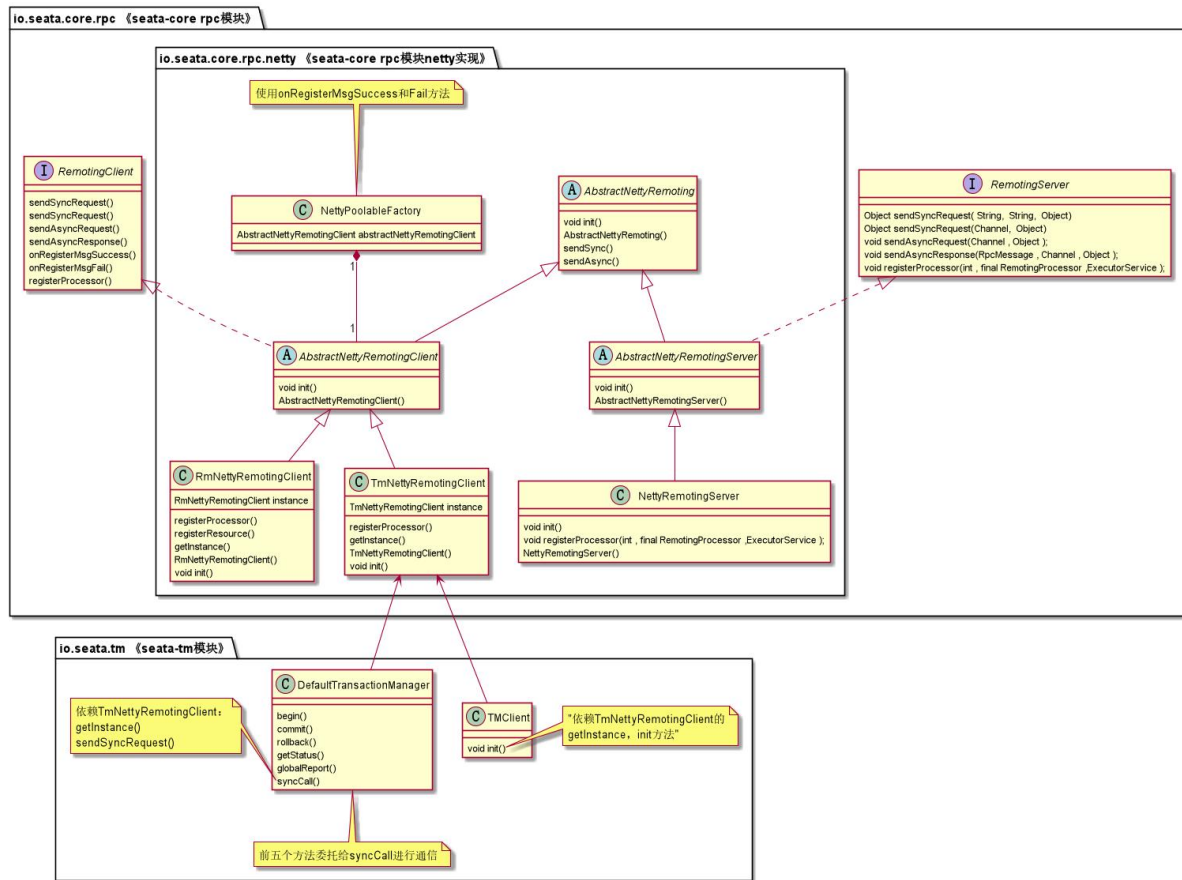 io.seata.core.rpc 《seata-core rpc模块》
io.seata.core.rpc.netty 《seata-core rpc模块netty实现》
使用onRegisterMsgSuccess和Fail方法
I RemotingClient
sendSyncRequest()
sendSyncRequest()
sendAsyncRequest()
sendAsyncResponse()
onRegisterMsgSuccess()
onRegisterMsgFail()
registerProcessor()
C NettyPoolableFactory
AbstractNettyRemotingClient abstractNettyRemotingClient
A AbstractNettyRemoting
void init()
AbstractNettyRemoting()
sendSync()
sendAsync()
I RemotingServer
Object sendSyncRequest( String, String, Object)
Object sendSyncRequest(Channel, Object)
void sendAsyncRequest(Channel , Object );
void sendAsyncResponse(RpcMessage , Channel , Object );
void registerProcessor(int , final RemotingProcessor ,ExecutorService );
1
1
A AbstractNettyRemotingClient
void init()
AbstractNettyRemotingClient()
A AbstractNettyRemotingServer
void init()
AbstractNettyRemotingServer()
C RmNettyRemotingClient
RmNettyRemotingClient instance
registerProcessor()
registerResource()
getInstance()
RmNettyRemotingClient()
void init()
C TmNettyRemotingClient
TmNettyRemotingClient instance
registerProcessor()
getInstance()
TmNettyRemotingClient()
void init()
C NettyRemotingServer
void init()
void registerProcessor(int , final RemotingProcessor ,ExecutorService );
NettyRemotingServer()
io.seata.tm 《seata-tm模块》
依赖TmNettyRemotingClient：
getInstance()
sendSyncRequest()
C DefaultTransactionManager
begin()
commit()
rollback()
getStatus()
globalReport()
syncCall()
C TMClient
void init()
"依赖TmNettyRemotingClient的
getInstance，init方法"
前五个方法委托给syncCall进行通信